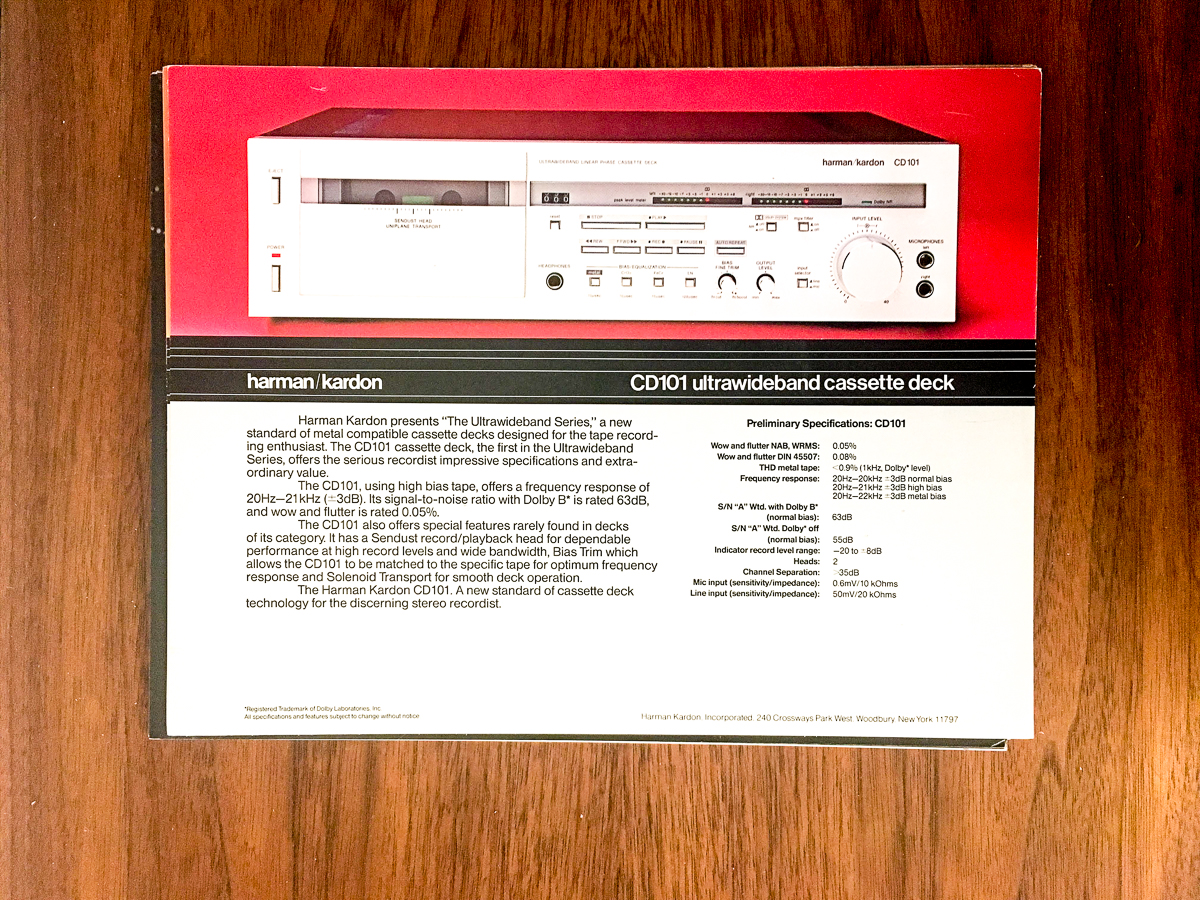 EJECT
POWER
ULTRAWIDEBAND LINEAR PHASE CASSETTE DECK
harman/kardon CD101
SENDUST HEAD
UNIPLANE TRANSPORT
peak level meter
left
right
Dolby NR
reset
STOP
PLAY
REW
F.FWD
REC
PAUSE
AUTO REPEAT
HEADPHONES
BIAS EQUALIZATION
metal
BIAS
FINE TRIM
OUTPUT
LEVEL
INPUT LEVEL
MICROPHONES
left
right
harman/kardon
CD101 ultrawideband cassette deck
Harman Kardon presents “The Ultrawideband Series,” a new
standard of metal compatible cassette decks designed for the tape record-
ing enthusiast. The CD101 cassette deck, the first in the Ultrawideband
Series, offers the serious recordist impressive specifications and extra-
ordinary value.
The CD101, using high bias tape, offers a frequency response of
20Hz–21kHz (±3dB). Its signal-to-noise ratio with Dolby B* is rated 63dB,
and wow and flutter is rated 0.05%.
The CD101 also offers special features rarely found in decks
of its category. It has a Sendust record/playback head for dependable
performance at high record levels and wide bandwidth, Bias Trim which
allows the CD101 to be matched to the specific tape for optimum frequency
response and Solenoid Transport for smooth deck operation.
The Harman Kardon CD101. A new standard of cassette deck
technology for the discerning stereo recordist.
Preliminary Specifications: CD101
Wow and flutter NAB, WRMS: 0.05%
Wow and flutter DIN 45507: 0.08%
THD metal tape: <0.9% (1kHz, Dolby* level)
Frequency response: 20Hz–20kHz ±3dB normal bias
20Hz–21kHz ±3dB high bias
20Hz–22kHz ±3dB metal bias
S/N “A” Wtd. with Dolby B*
(normal bias): 63dB
S/N “A” Wtd. Dolby* off
(normal bias): 55dB
Indicator record level range: –20 to +8dB
Heads: 2
Channel Separation: 35dB
Mic input (sensitivity/impedance): 0.6mV/10 kOhms
Line input (sensitivity/impedance): 50mV/20 kOhms
*Registered Trademark of Dolby Laboratories, Inc.
All specifications and features subject to change without notice.
Harman Kardon, Incorporated, 240 Crossways Park West, Woodbury, New York 11797